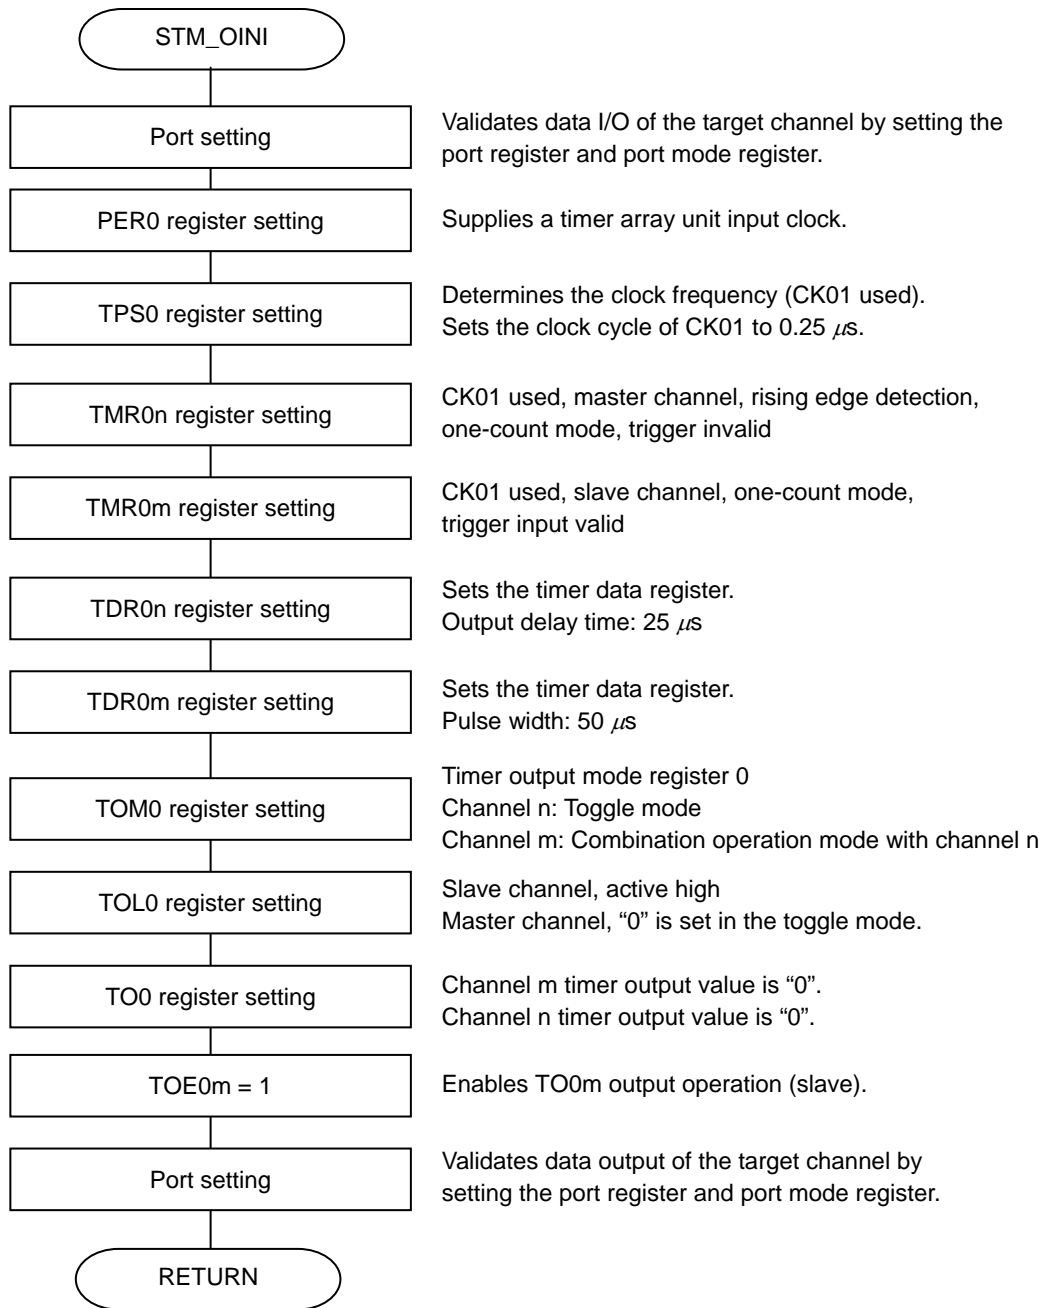 STM_OINI
Port setting
Validates data I/O of the target channel by setting the
port register and port mode register.
PER0 register setting
Supplies a timer array unit input clock.
TPS0 register setting
Determines the clock frequency (CK01 used).
Sets the clock cycle of CK01 to 0.25 μs.
TMR0n register setting
CK01 used, master channel, rising edge detection,
one-count mode, trigger invalid
TMR0m register setting
CK01 used, slave channel, one-count mode,
trigger input valid
TDR0n register setting
Sets the timer data register.
Output delay time: 25 μs
TDR0m register setting
Sets the timer data register.
Pulse width: 50 μs
TOM0 register setting
Timer output mode register 0
Channel n: Toggle mode
Channel m: Combination operation mode with channel n
TOL0 register setting
Slave channel, active high
Master channel, “0” is set in the toggle mode.
TO0 register setting
Channel m timer output value is “0”.
Channel n timer output value is “0”.
TOE0m = 1
Enables TO0m output operation (slave).
Port setting
Validates data output of the target channel by
setting the port register and port mode register.
RETURN